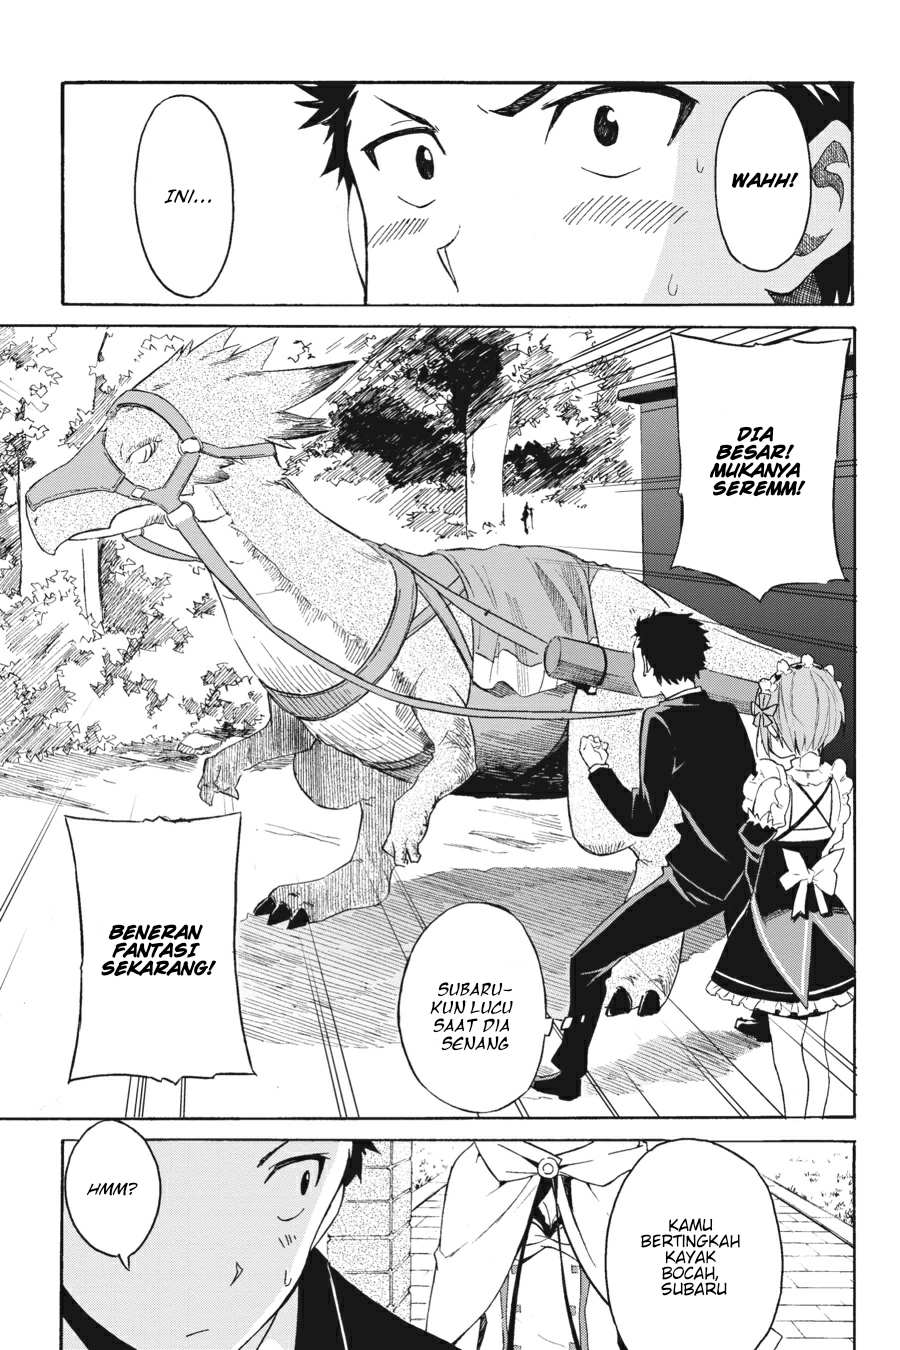 WAHH!
INI...
DIA
BESAR!
MUKANYA
SEREMM!
BENERAN
FANTASI
SEKARANG!
SUBARU-
KUN LUCU
SAAT DIA
SENANG
KAMU
BERTINGKAH
KAYAK
BOCAH,
SUBARU
HMM?